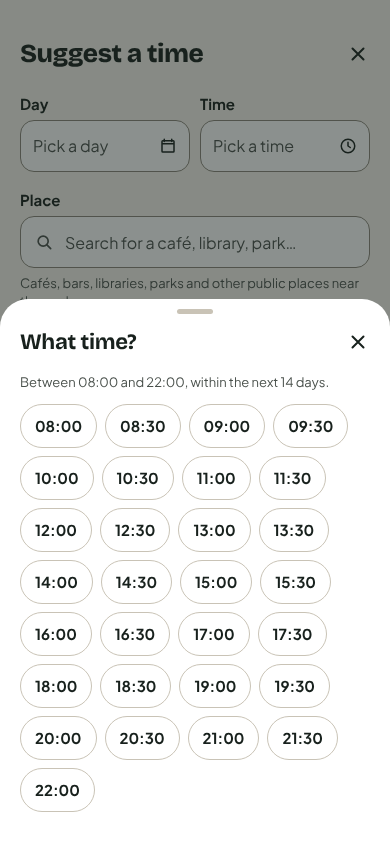 Suggest a time
Day Time
Pick a day Pick a time
Place
Search for a café, library, park...
Cafés, bars, libraries, parks and other public places near
What time?
Between 08:00 and 22:00, within the next 14 days.
08:00 08:30 09:00 09:30
10:00 10:30 11:00 11:30
12:00 12:30 13:00 13:30
14:00 14:30 15:00 15:30
16:00 16:30 17:00 17:30
18:00 18:30 19:00 19:30
20:00 20:30 21:00 21:30
22:00